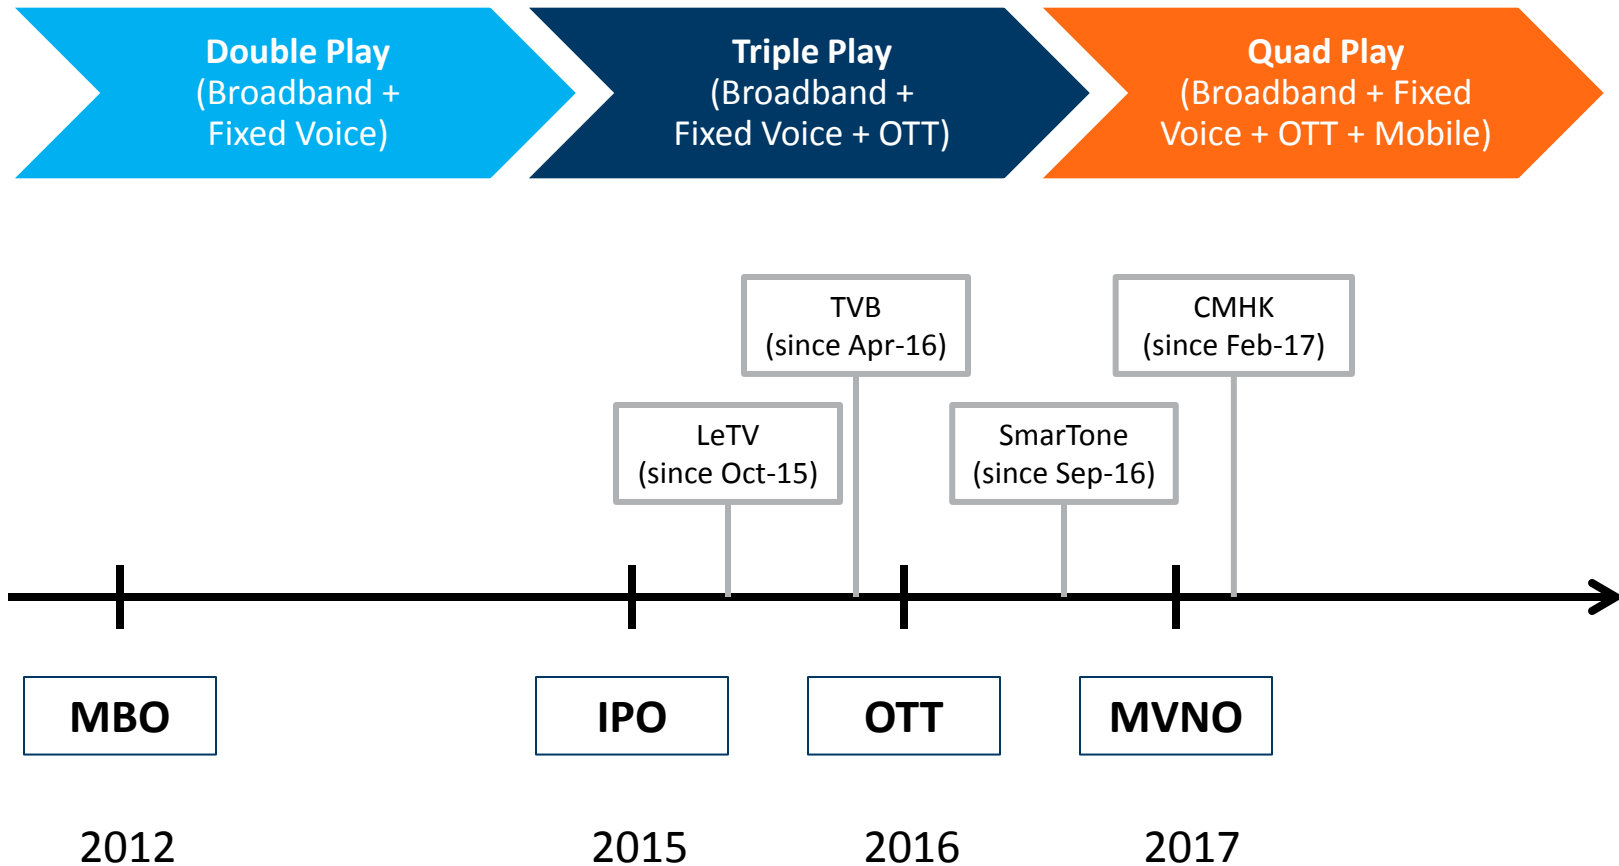 Double Play
(Broadband +
Fixed Voice)
Triple Play
(Broadband +
Fixed Voice + OTT)
Quad Play
(Broadband + Fixed
Voice + OTT + Mobile)
TVB
(since Apr-16)
CMHK
(since Feb-17)
LeTV
(since Oct-15)
SmarTone
(since Sep-16)
MBO
IPO
OTT
MVNO
2012
2015
2016
2017